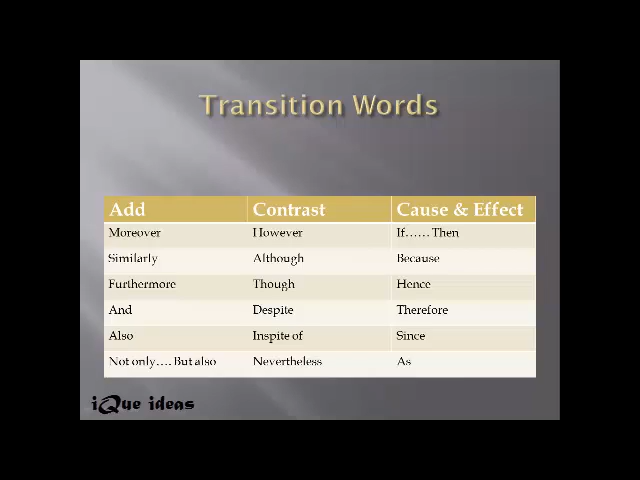 Transition Words
Add Contrast Cause & Effect
Moreover However If...... Then
Similarly Although Because
Furthermore Though Hence
And Despite Therefore
Also Inspite of Since
Not only.... But also Nevertheless As
iQue ideas